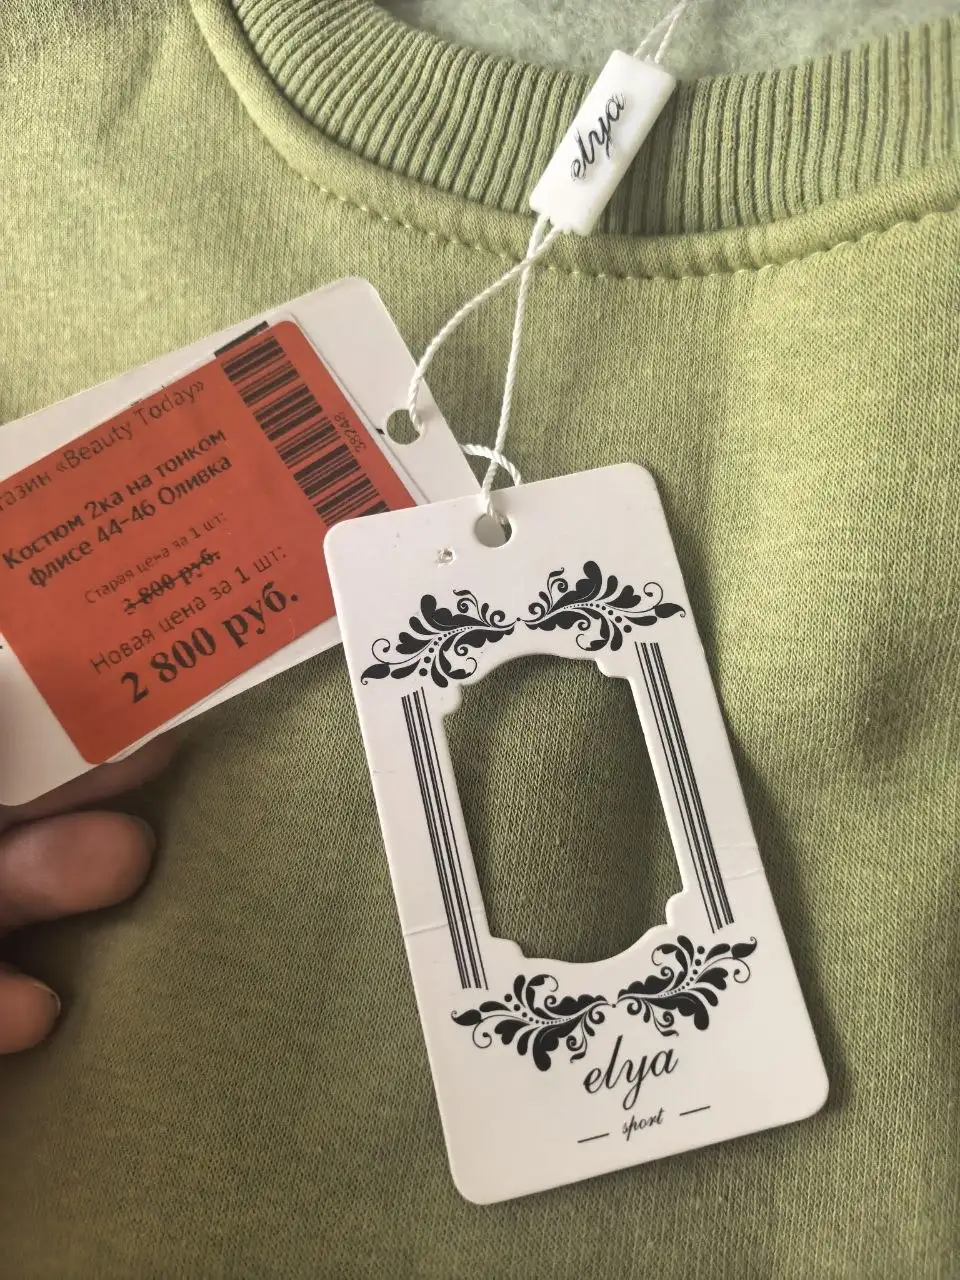 elya
«Beauty Today»
Костюм 2ка на тонком
флисе 44-46 Оливка
Старая цена за 1 шт:
3 800 руб.
Новая цена за 1 шт:
2 800 руб.
39248
elya
sport